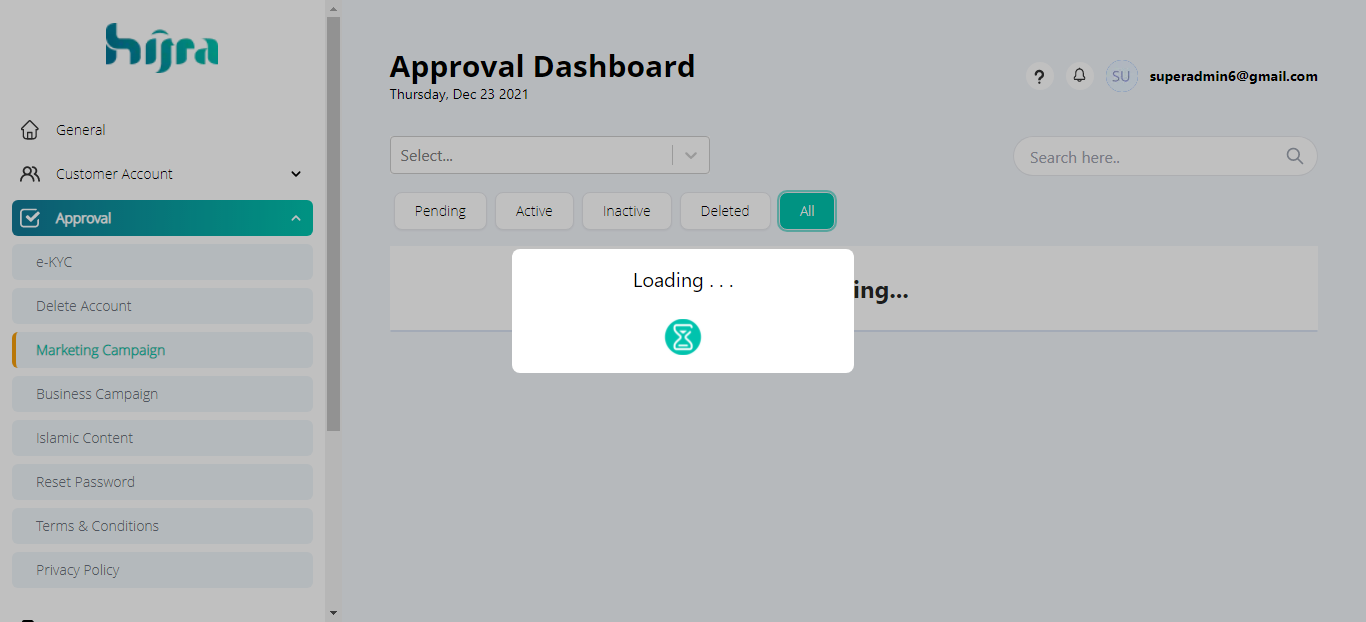 hijra
General
Customer Account
Approval
e-KYC
Delete Account
Marketing Campaign
Business Campaign
Islamic Content
Reset Password
Terms & Conditions
Privacy Policy
Approval Dashboard
Thursday, Dec 23 2021
? SU superadmin6@gmail.com
Select...
Search here..
Pending Active Inactive Deleted All
Loading . . .
ing...